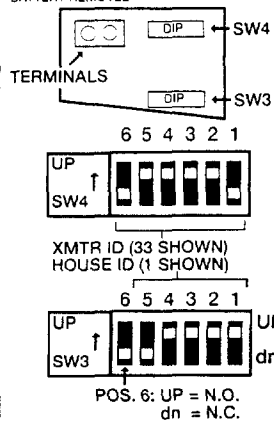 DIP
SW4
TERMINALS
DIP
SW3
6 5 4 3 2 1
UP
↑
SW4
XMTR ID (33 SHOWN)
HOUSE ID (1 SHOWN)
6 5 4 3 2 1
UP
↑
SW3
dn
POS. 6: UP = N.O.
dn = N.C.